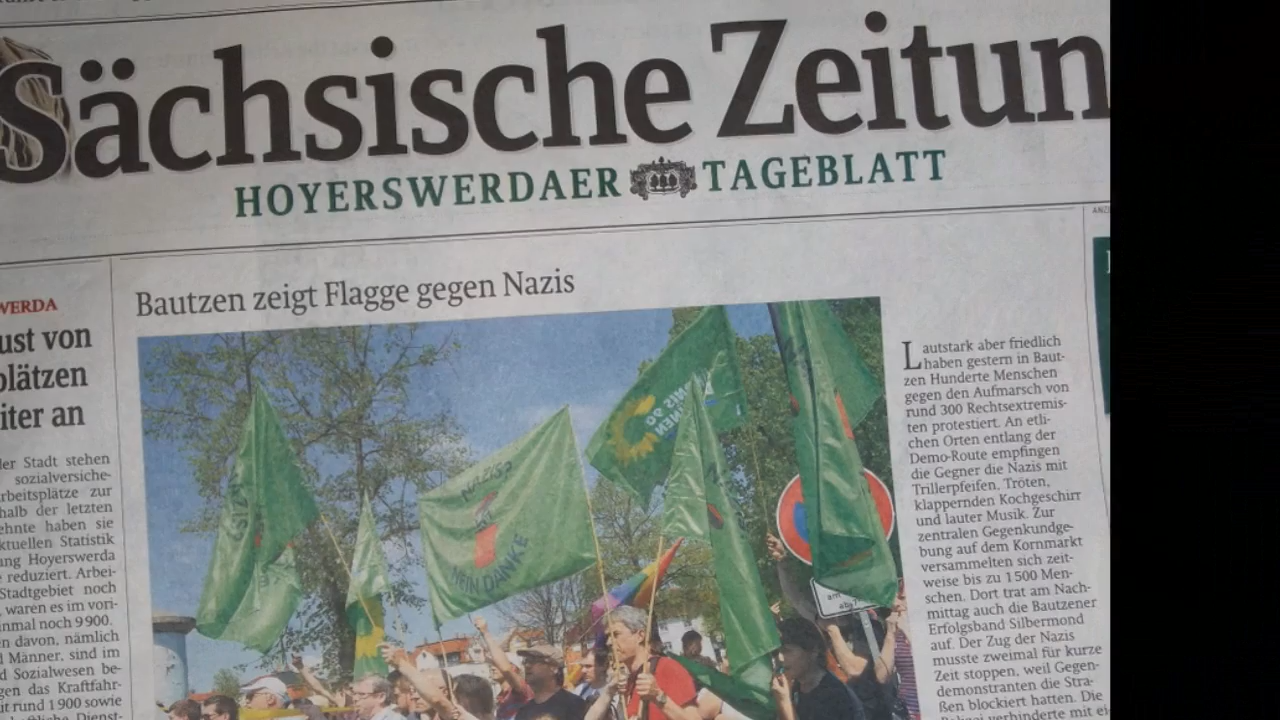 Sächsische Zeitun
HOYERSWERDAER TAGEBLATT
ANZ
WERDA
ust von
plätzen
iter an
der Stadt stehen
sozialversiche-
rbeitsplätze zur
halb der letzten
ehnte haben sie
ktuellen Statistik
ang Hoyerswerda
reduziert. Arbei-
Stadtgebiet noch
, waren es im vori-
nmal noch 9 900.
en davon, nämlich
d Männer, sind im
d Sozialwesen be-
gen das Kraftfahr-
it rund 1 900 sowie
Bautzen zeigt Flagge gegen Nazis
NAZIS?
NEIN DANKE
Lautstark aber friedlich
haben gestern in Baut-
zen Hunderte Menschen
gegen den Aufmarsch von
rund 300 Rechtsextremis-
ten protestiert. An etli-
chen Orten entlang der
Demo-Route empfingen
die Gegner die Nazis mit
Trillerpfeifen, Tröten,
klappernden Kochgeschirr
und lauter Musik. Zur
zentralen Gegenkundge-
bung auf dem Kornmarkt
versammelten sich zeit-
weise bis zu 1 500 Men-
schen. Dort trat am Nach-
mittag auch die Bautzener
Erfolgsband Silbermond
auf. Der Zug der Nazis
musste zweimal für kurze
Zeit stoppen, weil Gegen-
demonstranten die Stra-
ßen blockiert hatten. Die